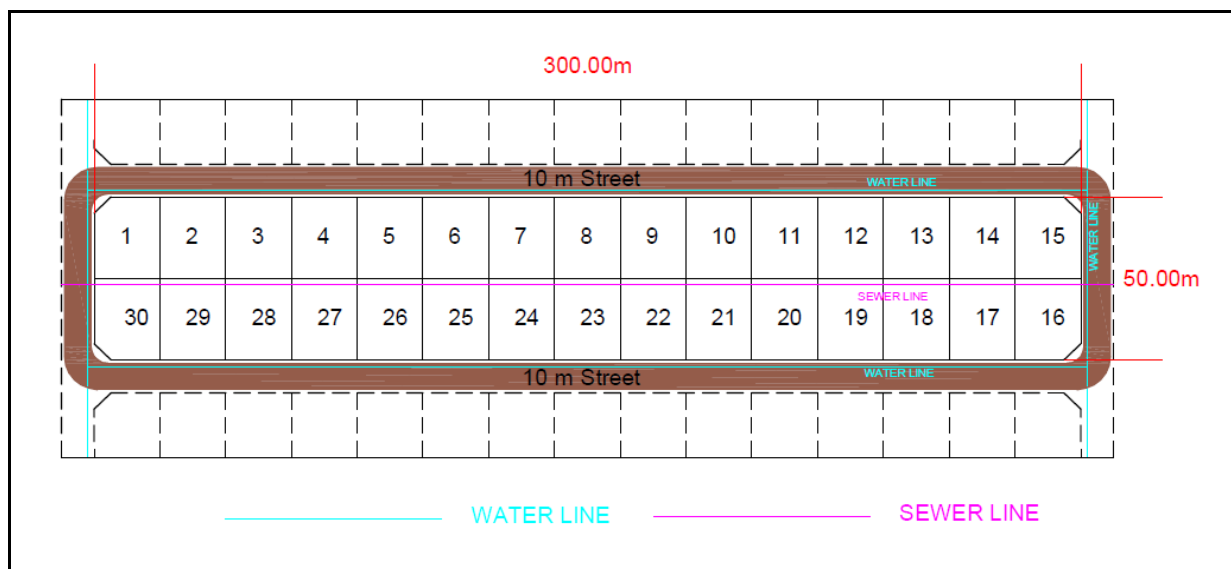 300.00m
10 m Street
WATER LINE
1 2 3 4 5 6 7 8 9 10 11 12 13 14 15
WATER LINE
50.00m
SEWER LINE
30 29 28 27 26 25 24 23 22 21 20 19 18 17 16
WATER LINE
10 m Street
WATER LINE SEWER LINE